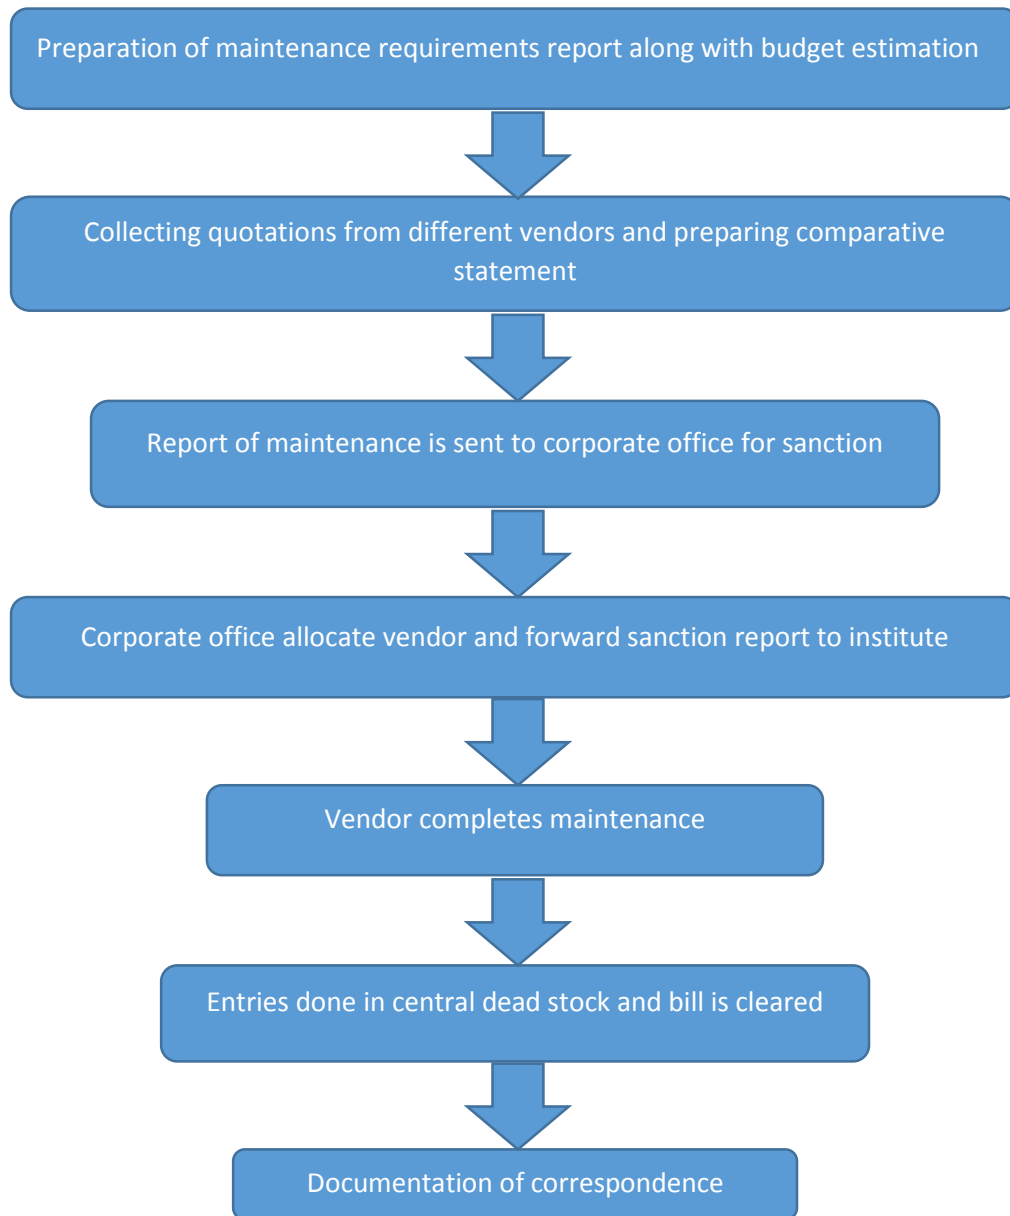 Preparation of maintenance requirements report along with budget estimation
Collecting quotations from different vendors and preparing comparative
statement
Report of maintenance is sent to corporate office for sanction
Corporate office allocate vendor and forward sanction report to institute
Vendor completes maintenance
Entries done in central dead stock and bill is cleared
Documentation of correspondence